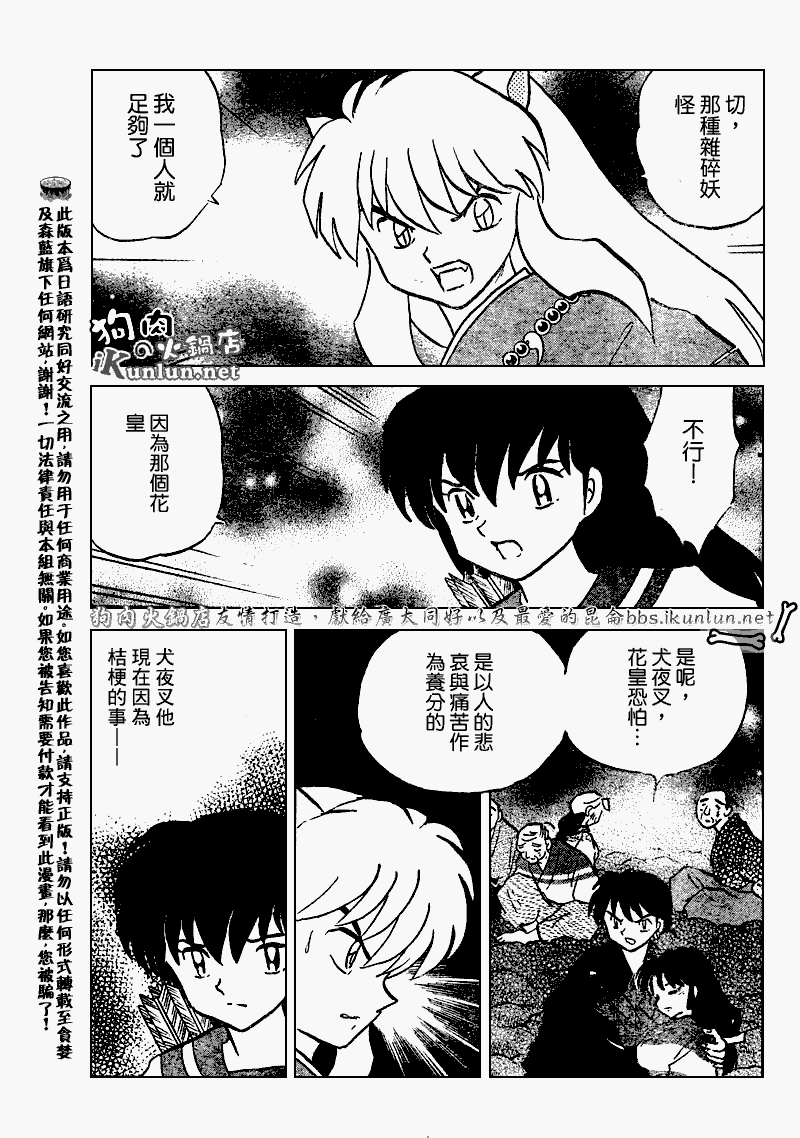 切，
那種雜碎妖
怪
我一個人就
足夠了
不行！
因為那個花
皇
是呢，
犬夜叉，
花皇恐怕…
是以人的悲
哀與痛苦作
為養分的
犬夜叉他
現在因為
桔梗的事——
狗肉
の火鍋店
iKunlun.net
狗肉火鍋店友情打造，獻給廣大同好以及最愛的昆侖bbs.ikunlun.net
此版本爲日語研究同好交流之用，請勿用于任何商業用途。如您喜歡此作品，請支持正版！請勿以任何形式轉載至貪婪
及森藍旗下任何網站，謝謝！一切法律責任與本組無關。如果您被告知需要付款才能看到此漫畫，那麼，您被騙了！